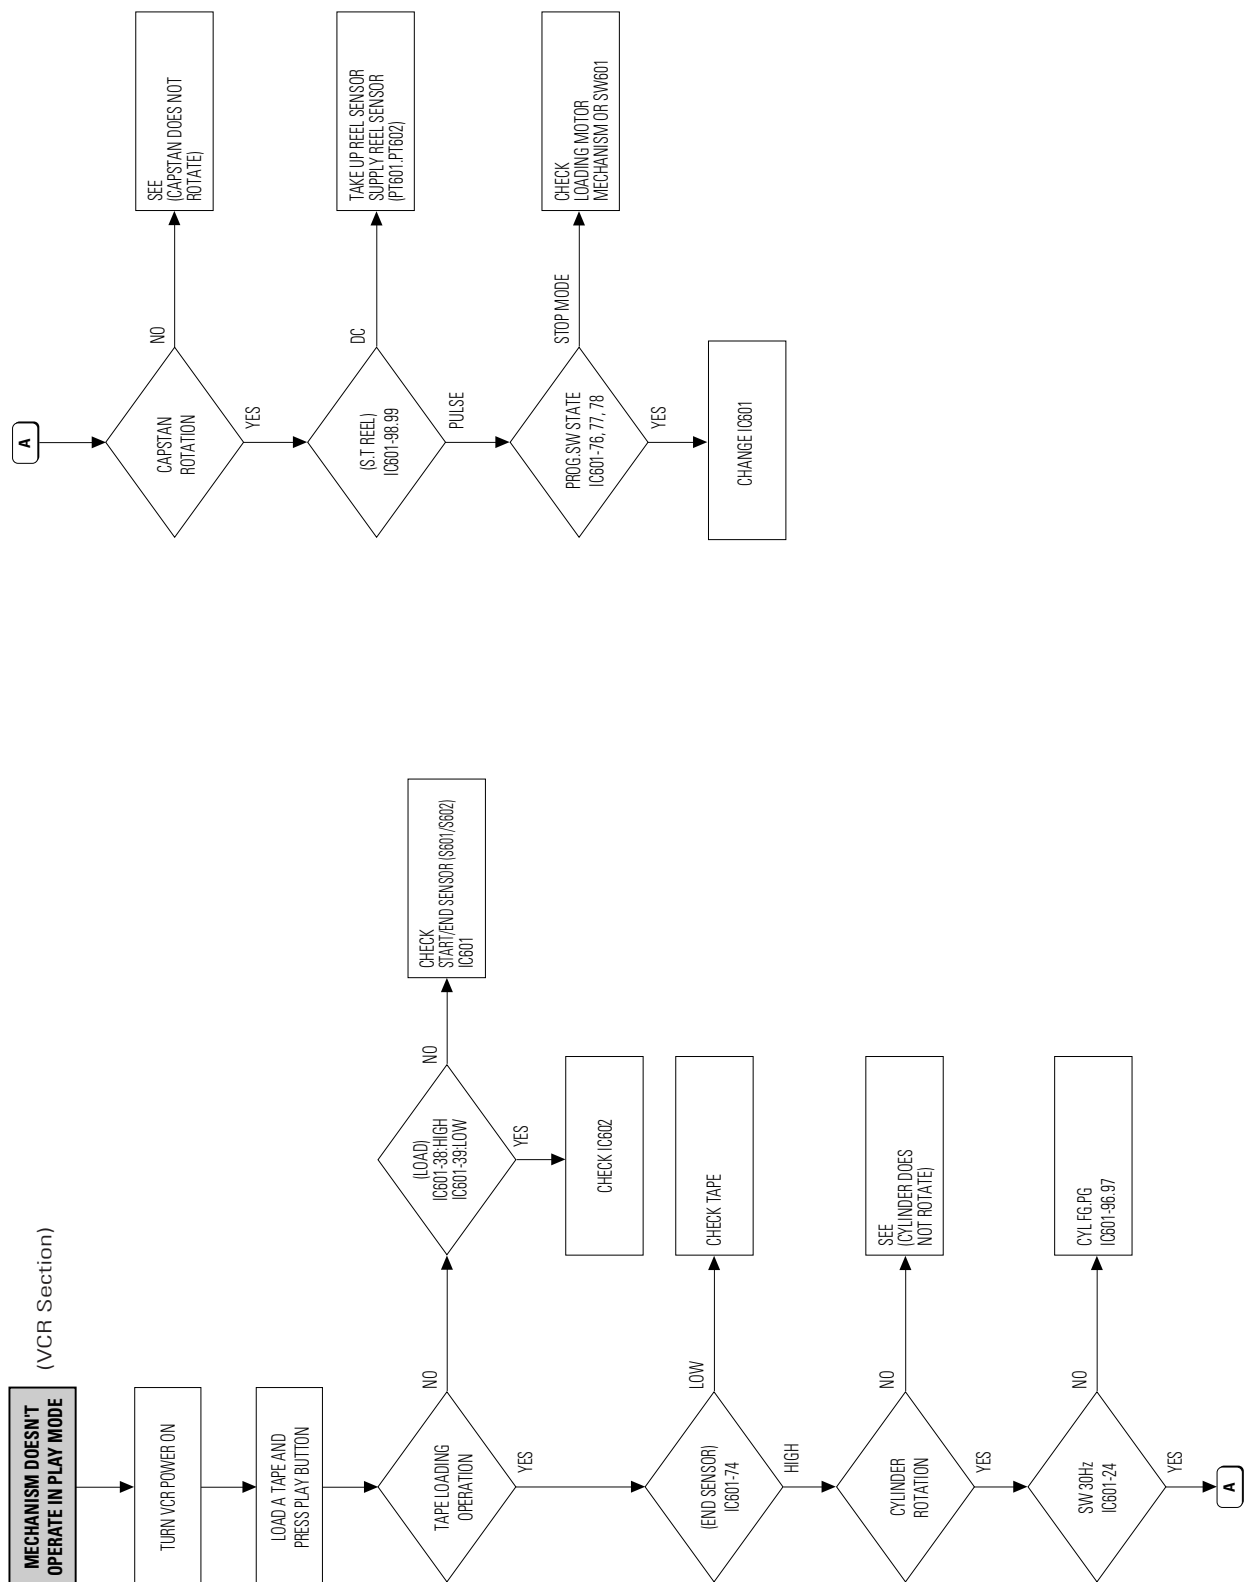 MECHANISM DOESN'T
OPERATE IN PLAY MODE
(VCR Section)
TURN VCR POWER ON
LOAD A TAPE AND
PRESS PLAY BUTTON
TAPE LOADING
OPERATION
NO
(LOAD)
IC601-38:HIGH
IC601-39:LOW
NO
CHECK
START/END SENSOR (S601/S602)
IC601
YES
CHECK IC602
YES
(END SENSOR)
IC601-74
LOW
CHECK TAPE
HIGH
CYLINDER
ROTATION
NO
SEE
(CYLINDER DOES
NOT ROTATE)
YES
SW 30Hz
IC601-24
NO
CYL FG.PG
IC601-96.97
YES
A
A
CAPSTAN
ROTATION
NO
SEE
(CAPSTAN DOES NOT
ROTATE)
YES
(S.T REEL)
IC601-98.99
DC
TAKE UP REEL SENSOR
SUPPLY REEL SENSOR
(PT601.PT602)
PULSE
PROG.SW STATE
IC601-76, 77, 78
STOP MODE
CHECK
LOADING MOTOR
MECHANISM OR SW601
YES
CHANGE IC601